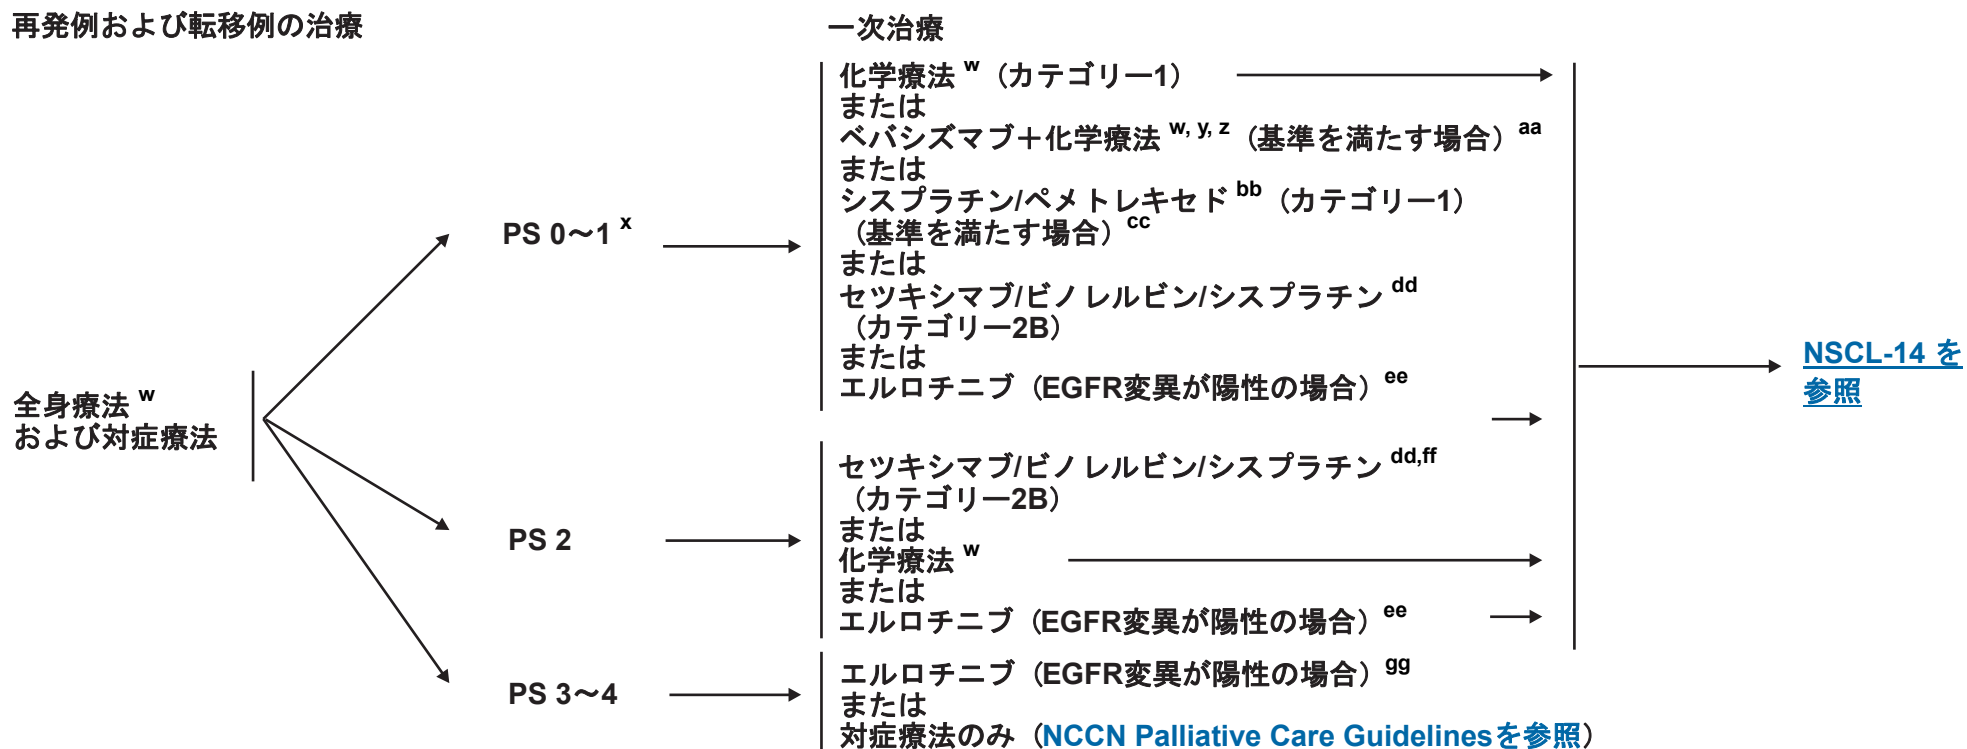 再発例および転移例の治療
一次治療
全身療法 w
および対症療法
PS 0～1 x
化学療法 w（カテゴリー1）
または
ベバシズマブ＋化学療法 w, y, z（基準を満たす場合）aa
または
シスプラチン/ペメトレキセド bb（カテゴリー1）
（基準を満たす場合）cc
または
セツキシマブ/ビノレルビン/シスプラチン dd
（カテゴリー2B）
または
エルロチニブ（EGFR変異が陽性の場合）ee
PS 2
セツキシマブ/ビノレルビン/シスプラチン dd,ff
（カテゴリー2B）
または
化学療法 w
または
エルロチニブ（EGFR変異が陽性の場合）ee
PS 3～4
エルロチニブ（EGFR変異が陽性の場合）gg
または
対症療法のみ（NCCN Palliative Care Guidelinesを参照）
NSCL-14 を
参照